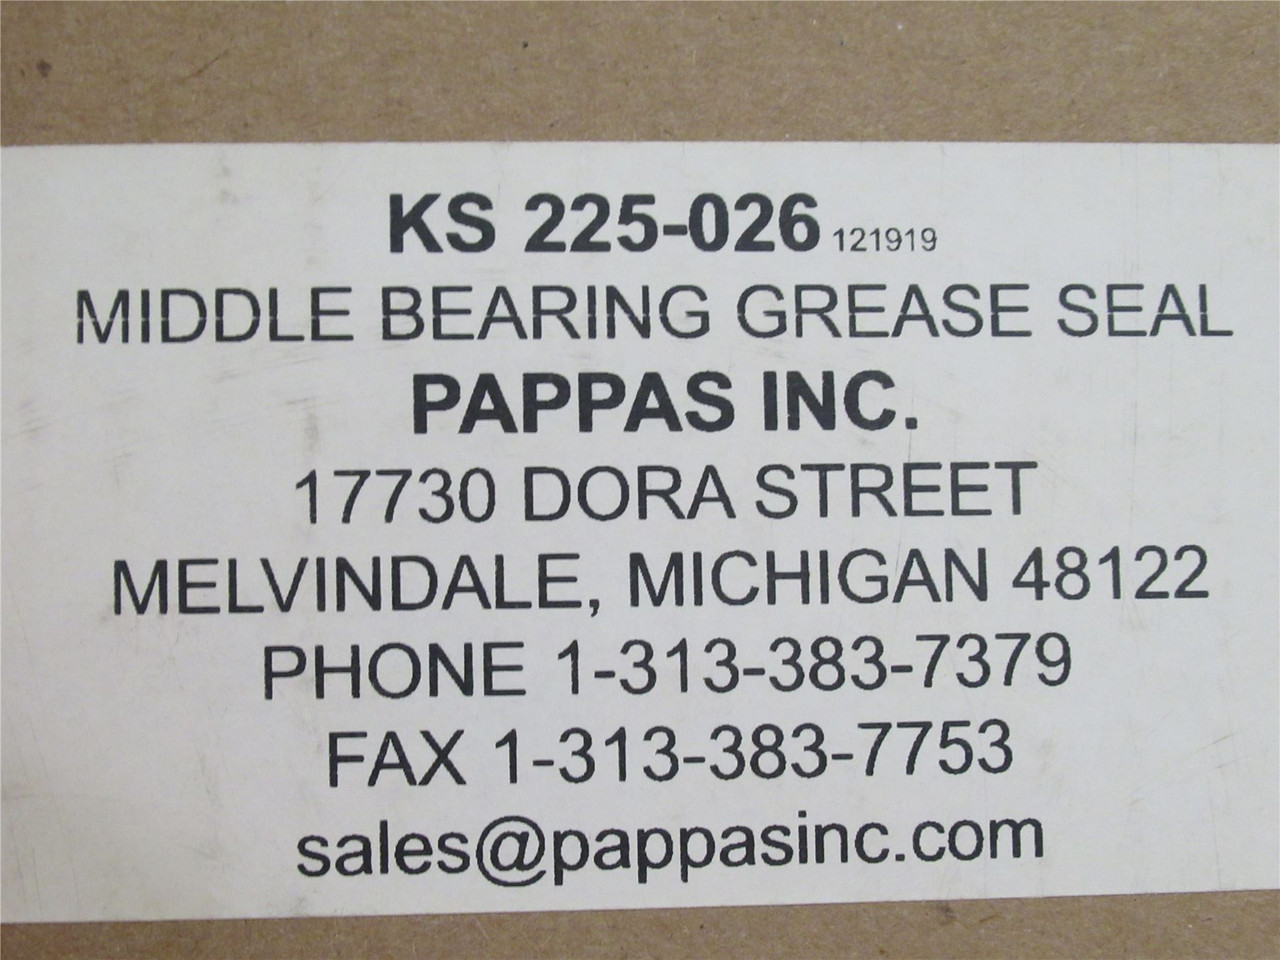 KS 225-026 121919
MIDDLE BEARING GREASE SEAL
PAPPAS INC.
17730 DORA STREET
MELVINDALE, MICHIGAN 48122
PHONE 1-313-383-7379
FAX 1-313-383-7753
sales@pappasinc.com